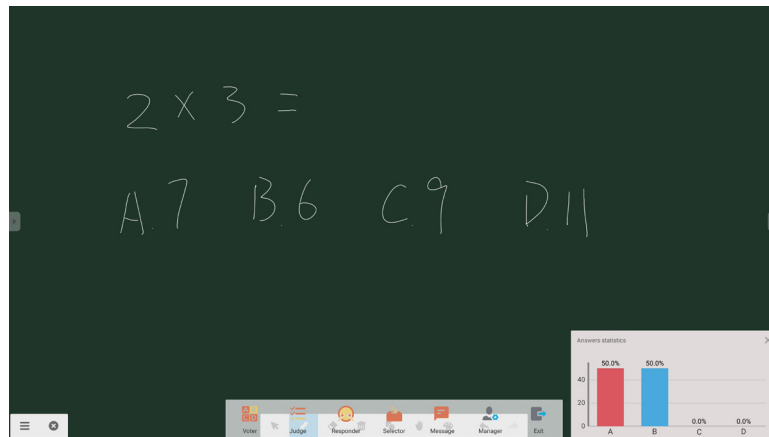 2 × 3 =
A.7 B.6 C.9 D.11
Answers statistics
50.0% 50.0%
40
20
0.0% 0.0%
0
A B C D
A B
C D
Voter Judge Responder Selector Message Manager Exit